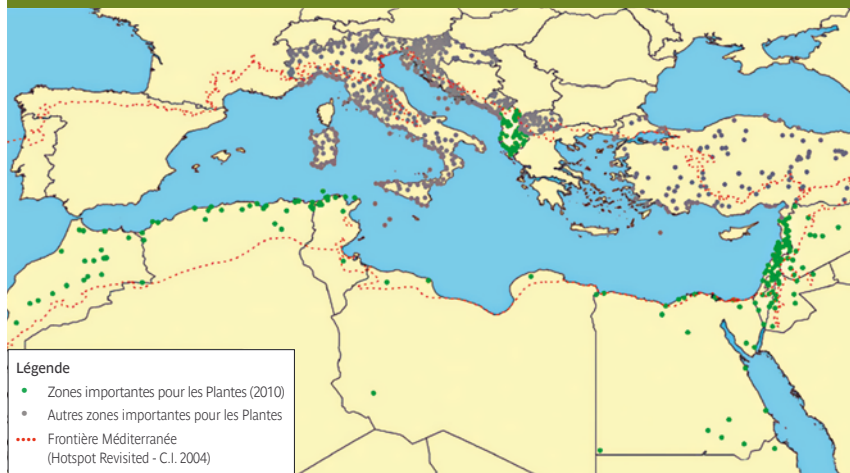 Légende
Zones importantes pour les Plantes (2010)
Autres zones importantes pour les Plantes
Frontière Méditerranée
(Hotspot Revisited - C.I. 2004)